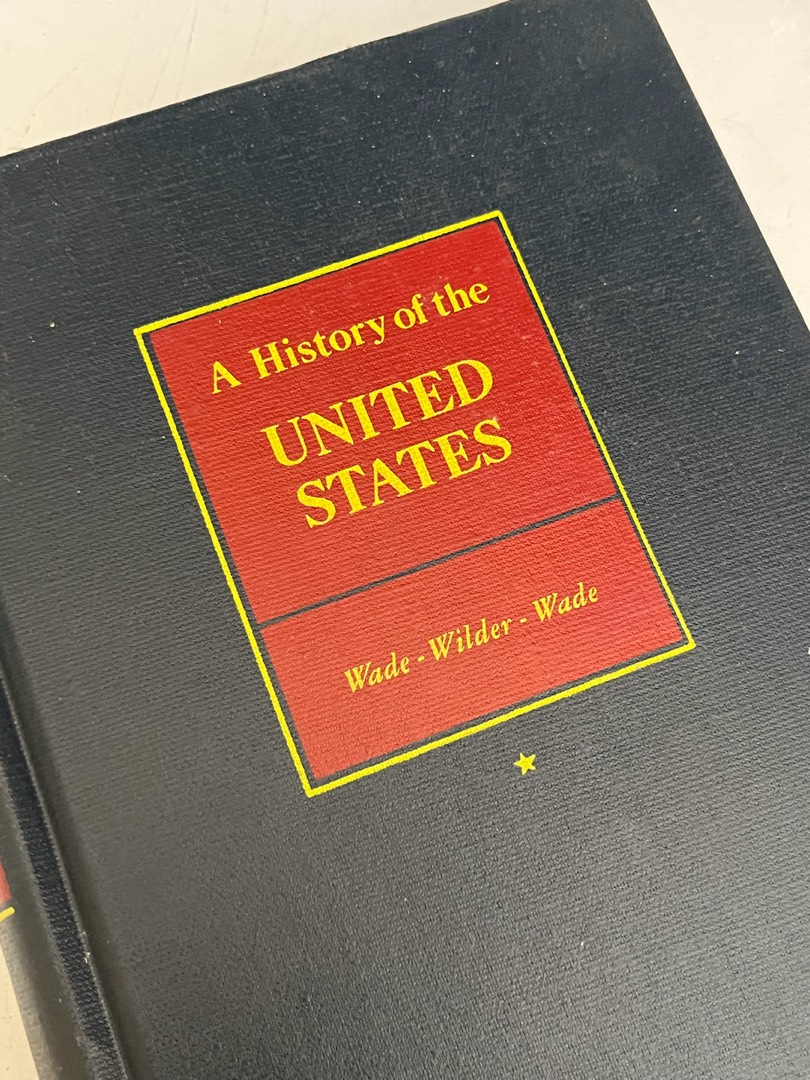 A History of the
UNITED
STATES
Wade - Wilder - Wade